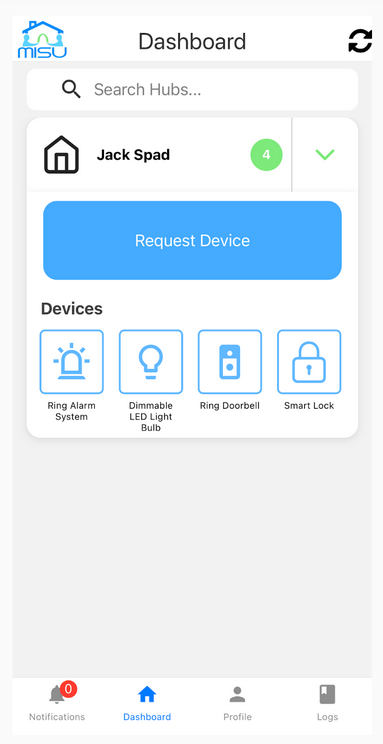 MISU
Dashboard
Search Hubs...
Jack Spad
4
Request Device
Devices
Ring Alarm
System
Dimmable
LED Light
Bulb
Ring Doorbell
Smart Lock
0
Notifications
Dashboard
Profile
Logs